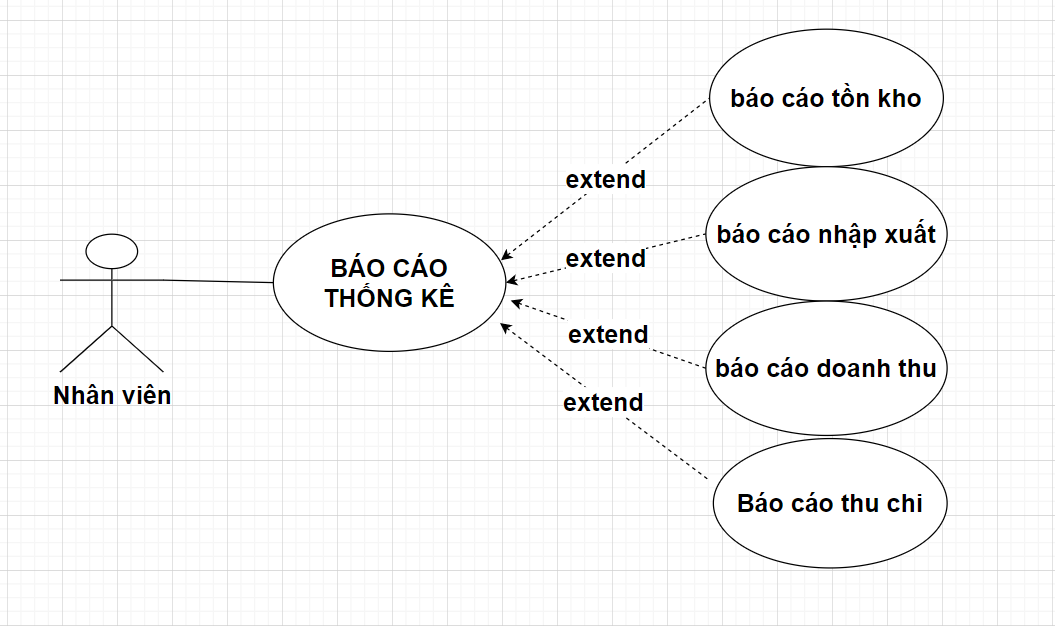 báo cáo tồn kho
extend
báo cáo nhập xuất
extend
BÁO CÁO
THỐNG KÊ
extend
báo cáo doanh thu
Nhân viên
extend
Báo cáo thu chi